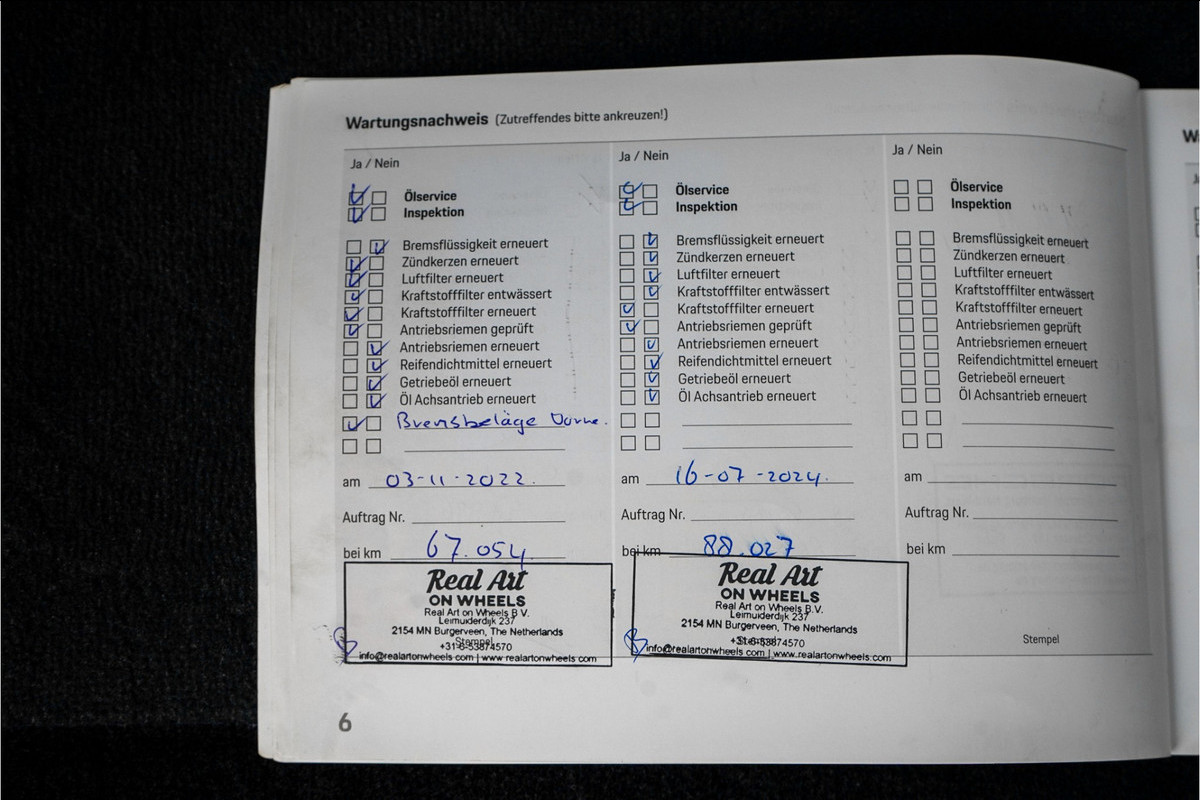 Wartungsnachweis (Zutreffendes bitte ankreuzen!)
Ja / Nein
Ölservice
Inspektion
Bremsflüssigkeit erneuert
Zündkerzen erneuert
Luftfilter erneuert
Kraftstofffilter entwässert
Kraftstofffilter erneuert
Antriebsriemen geprüft
Antriebsriemen erneuert
Reifendichtmittel erneuert
Getriebeöl erneuert
Öl Achsantrieb erneuert
Bremsbeläge Vorne.
am 03-11-2022.
Auftrag Nr.
bei km 67.054
Real Art
ON WHEELS
Real Art on Wheels B.V.
Leimuiderdijk 237
2154 MN Burgerveen, The Netherlands
Stempel
+31-6-53874570
info@realartonwheels.com | www.realartonwheels.com
Ja / Nein
Ölservice
Inspektion
Bremsflüssigkeit erneuert
Zündkerzen erneuert
Luftfilter erneuert
Kraftstofffilter entwässert
Kraftstofffilter erneuert
Antriebsriemen geprüft
Antriebsriemen erneuert
Reifendichtmittel erneuert
Getriebeöl erneuert
Öl Achsantrieb erneuert
am 16-07-2024.
Auftrag Nr.
bei km 88.027
Real Art
ON WHEELS
Real Art on Wheels B.V.
Leimuiderdijk 237
2154 MN Burgerveen, The Netherlands
+31-6-53874570
info@realartonwheels.com | www.realartonwheels.com
Ja / Nein
Ölservice
Inspektion
Bremsflüssigkeit erneuert
Zündkerzen erneuert
Luftfilter erneuert
Kraftstofffilter entwässert
Kraftstofffilter erneuert
Antriebsriemen geprüft
Antriebsriemen erneuert
Reifendichtmittel erneuert
Getriebeöl erneuert
Öl Achsantrieb erneuert
am
Auftrag Nr.
bei km
Stempel
6